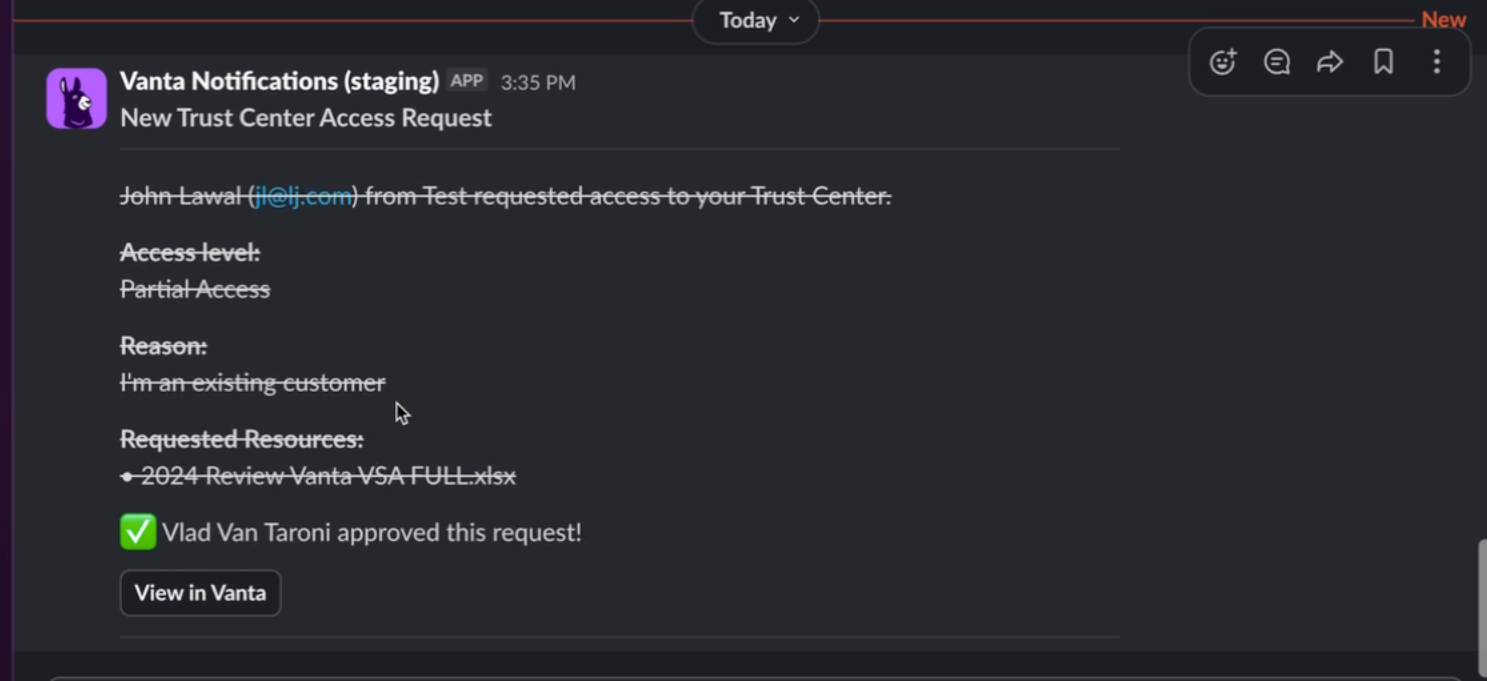 Today
New
Vanta Notifications (staging) APP 3:35 PM
New Trust Center Access Request
John Lawal (jl@lj.com) from Test requested access to your Trust Center.
Access level:
Partial Access
Reason:
I'm an existing customer
Requested Resources:
• 2024 Review Vanta VSA FULL.xlsx
✅ Vlad Van Taroni approved this request!
View in Vanta